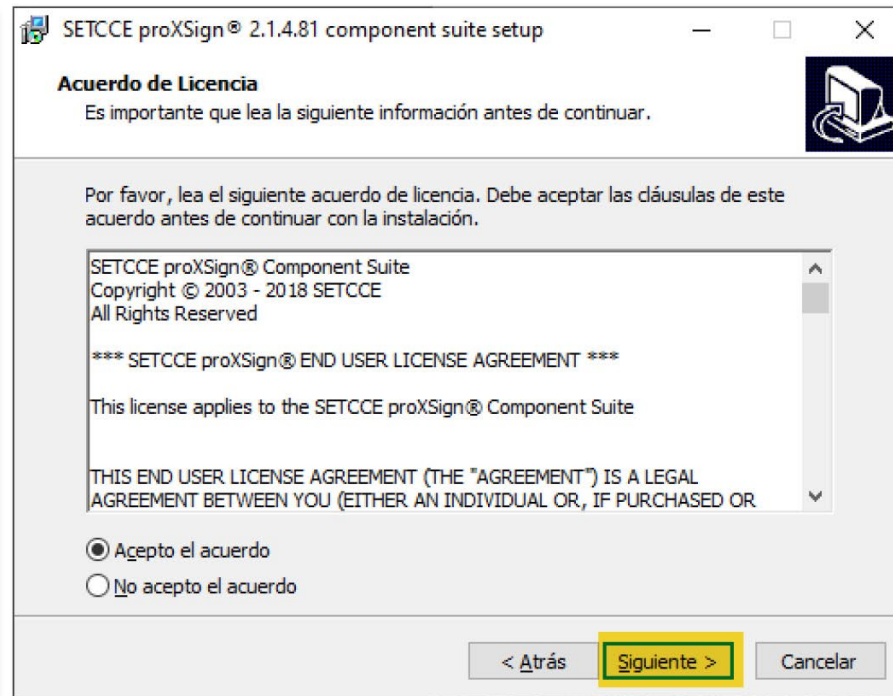 SETCCE proXSign® 2.1.4.81 component suite setup
Acuerdo de Licencia
Es importante que lea la siguiente información antes de continuar.
Por favor, lea el siguiente acuerdo de licencia. Debe aceptar las cláusulas de este
acuerdo antes de continuar con la instalación.
SETCCE proXSign® Component Suite
Copyright © 2003 - 2018 SETCCE
All Rights Reserved
*** SETCCE proXSign® END USER LICENSE AGREEMENT ***
This license applies to the SETCCE proXSign® Component Suite
THIS END USER LICENSE AGREEMENT (THE "AGREEMENT") IS A LEGAL
AGREEMENT BETWEEN YOU (EITHER AN INDIVIDUAL OR, IF PURCHASED OR
Acepto el acuerdo
No acepto el acuerdo
< Atrás Siguiente > Cancelar